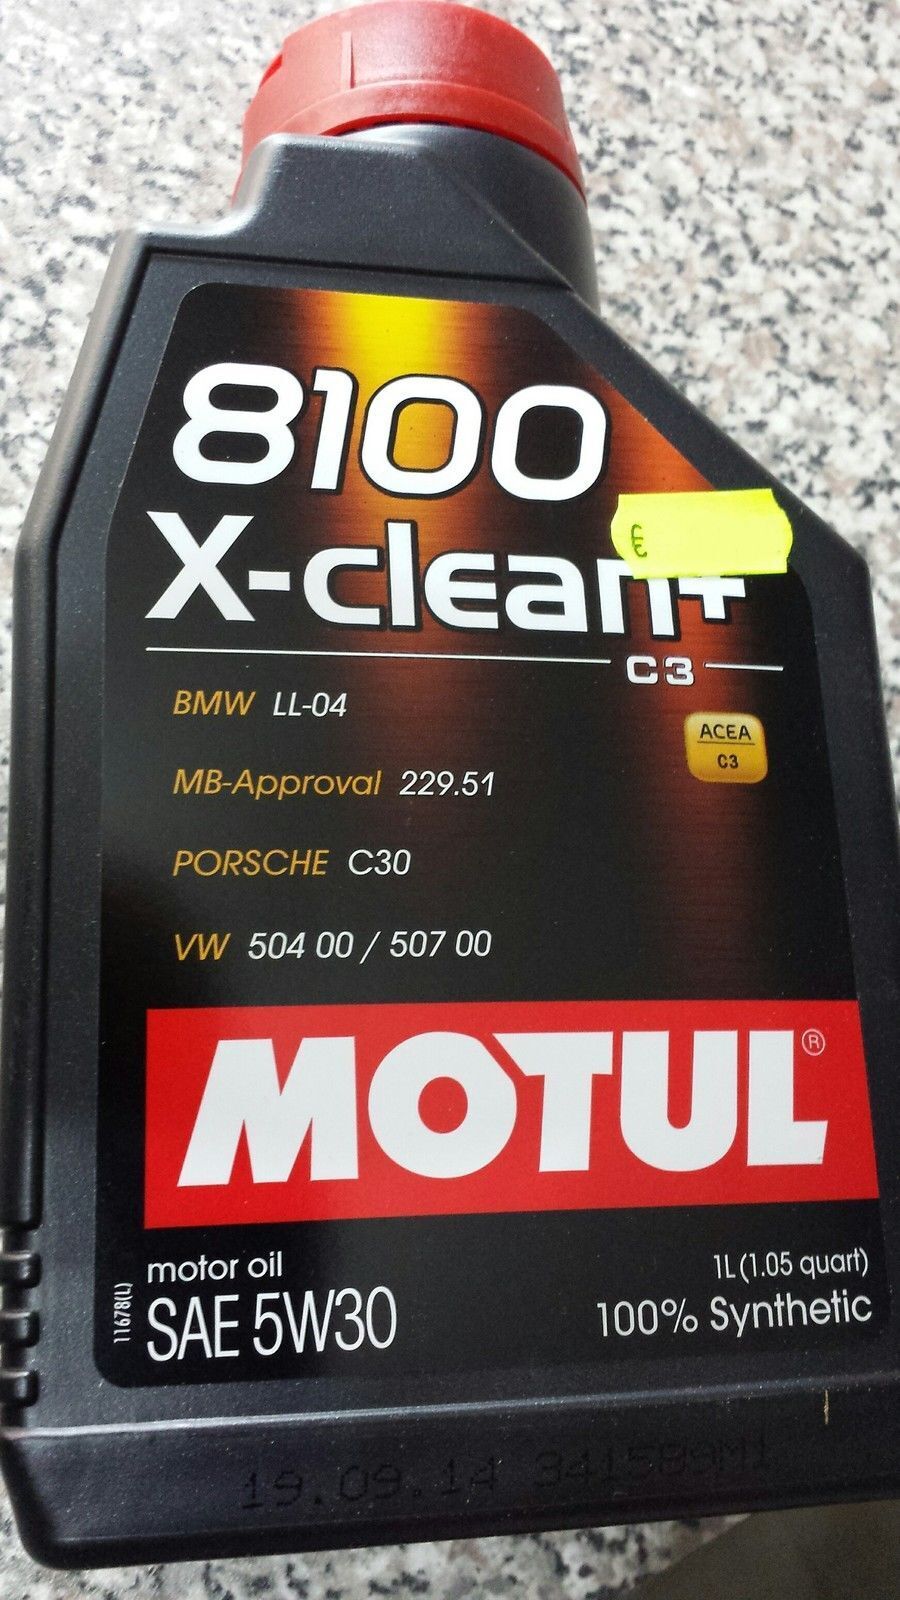 8100
€
X-clean+
C3
BMW LL-04
ACEA
C3
MB-Approval 229.51
PORSCHE C30
VW 504 00 / 507 00
MOTUL®
motor oil
1L (1.05 quart)
SAE 5W30
100% Synthetic
11678(L)
19.09.14 341589M1